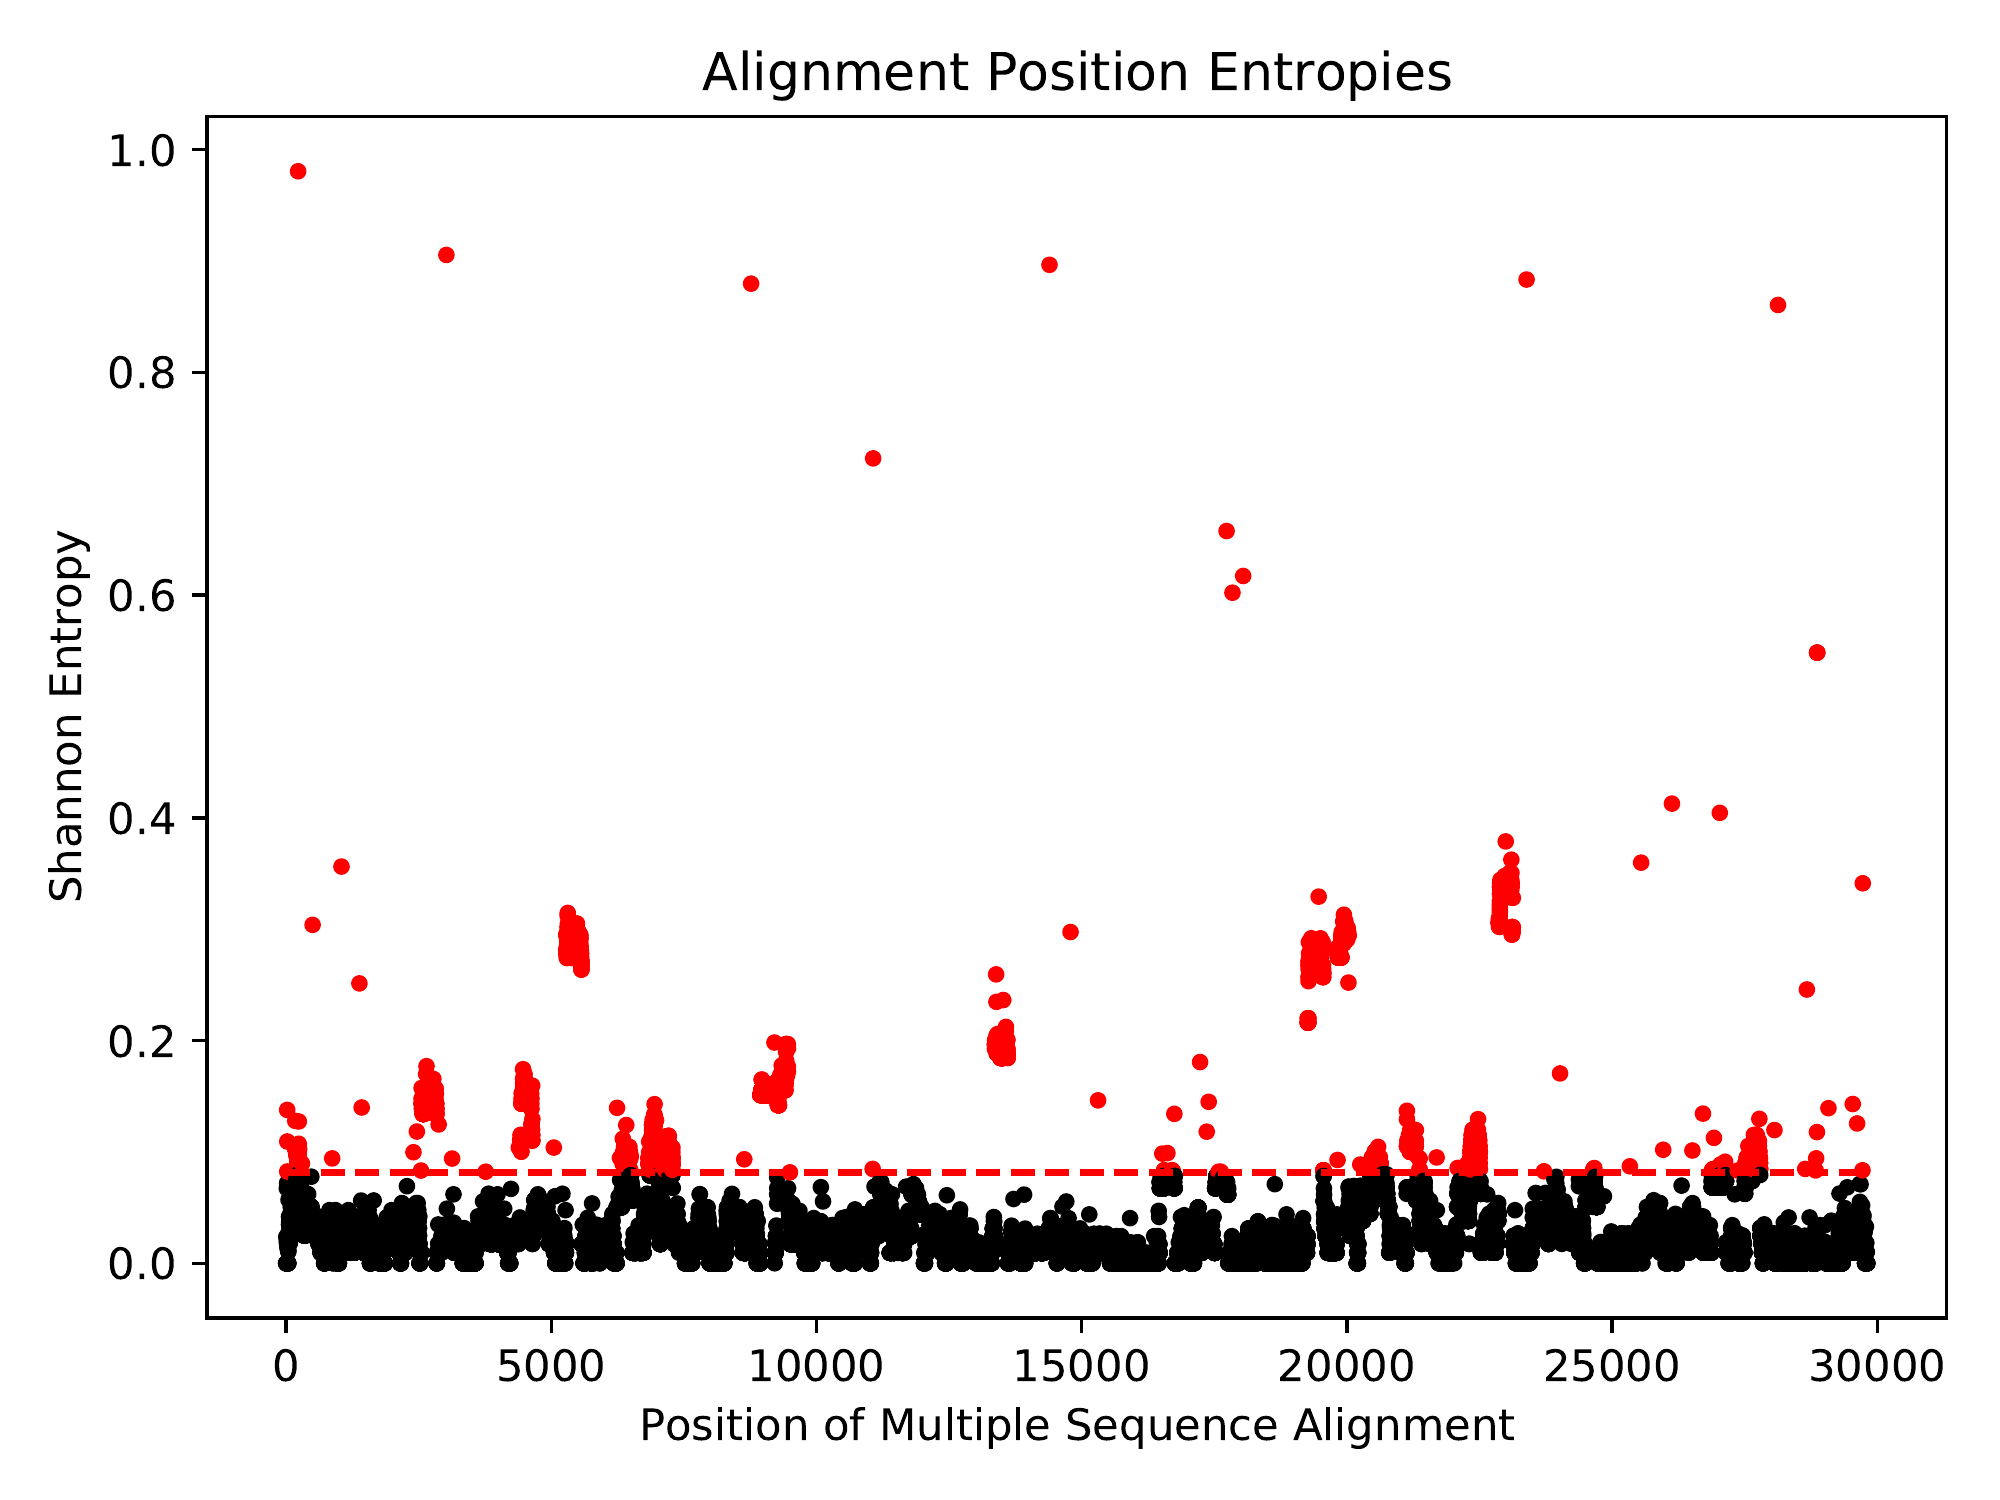 Alignment Position Entropies
1.0
0.8
0.6
0.4
0.2
0.0
Shannon Entropy
0 5000 10000 15000 20000 25000 30000
Position of Multiple Sequence Alignment